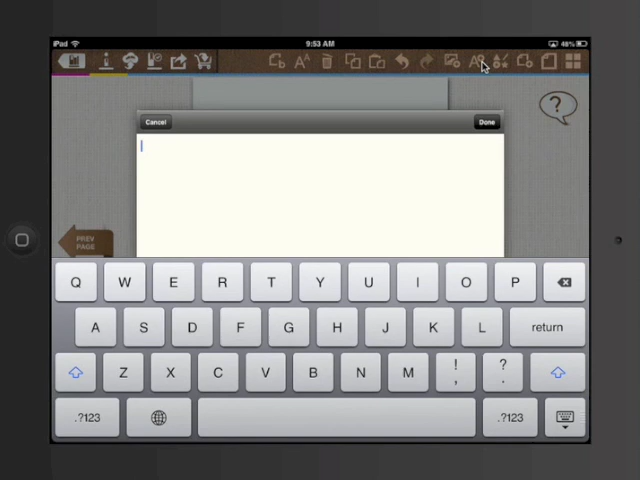 iPad 9:53 AM 48%
?
Cancel Done
PREV
PAGE
Q W E R T Y U I O P
A S D F G H J K L return
Z X C V B N M ! , ? .
.?123 .?123